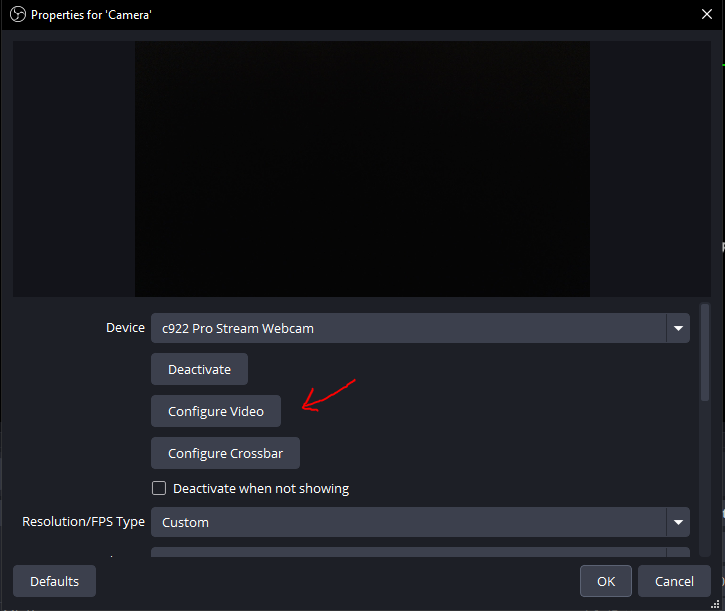 Properties for 'Camera'
Device
c922 Pro Stream Webcam
Deactivate
Configure Video
Configure Crossbar
Deactivate when not showing
Resolution/FPS Type
Custom
Defaults
OK
Cancel